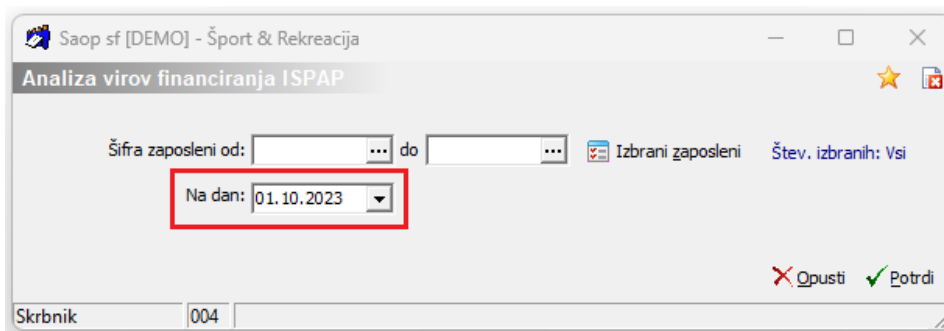 Saop sf [DEMO] - Šport & Rekreacija
Analiza virov financiranja ISPAP
Šifra zaposleni od: ... do ... Izbrani zaposleni Štev. izbranih: Vsi
Na dan: 01.10.2023
Opusti Potrdi
Skrbnik 004